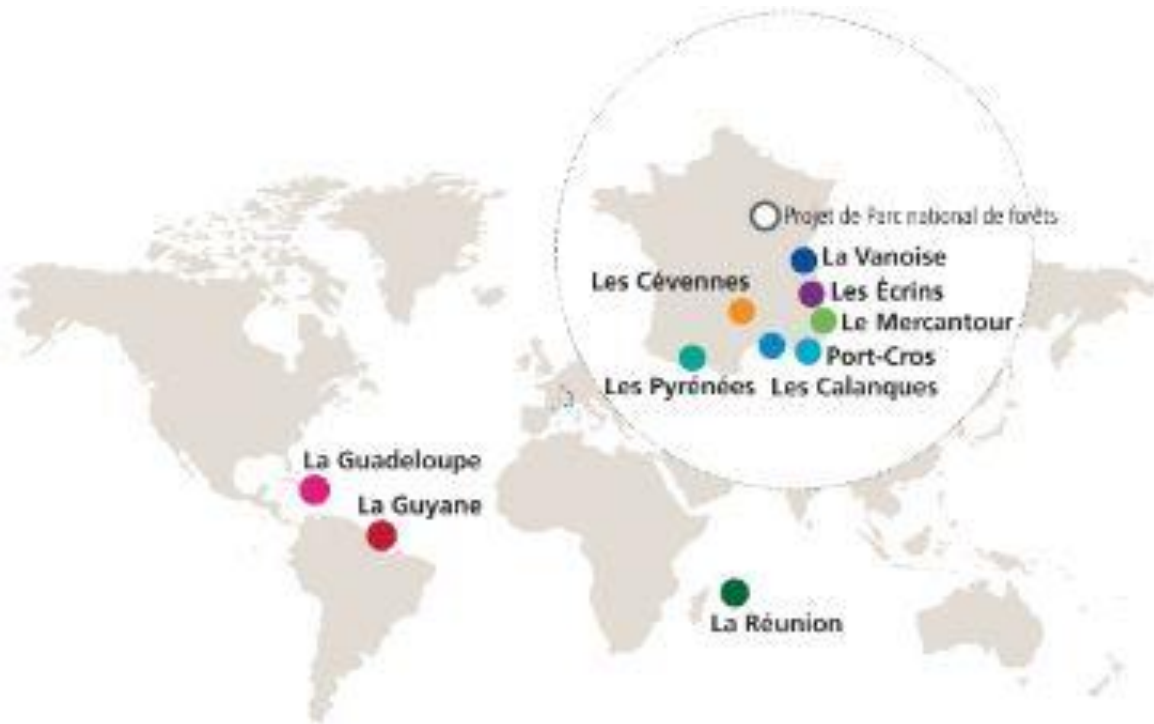 Projet de Parc national de forêts
La Vanoise
Les Cévennes
Les Écrins
Le Mercantour
Port-Cros
Les Pyrénées
Les Calanques
La Guadeloupe
La Guyane
La Réunion